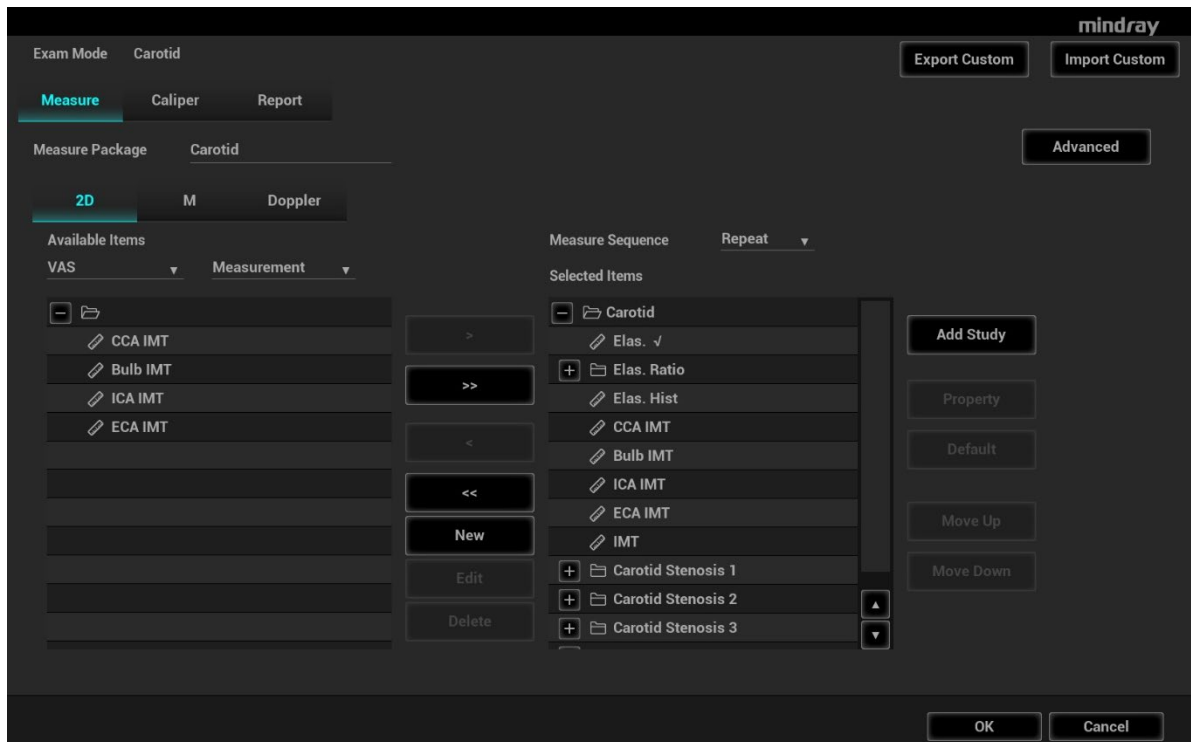 mindray
Exam Mode Carotid
Export Custom Import Custom
Measure Caliper Report
Measure Package Carotid
Advanced
2D M Doppler
Available Items
Measure Sequence Repeat
VAS Measurement
Selected Items
CCA IMT
Bulb IMT
ICA IMT
ECA IMT
>
>>
<
<<
New
Edit
Delete
Carotid
Elas. √
Elas. Ratio
Elas. Hist
CCA IMT
Bulb IMT
ICA IMT
ECA IMT
IMT
Carotid Stenosis 1
Carotid Stenosis 2
Carotid Stenosis 3
Add Study
Property
Default
Move Up
Move Down
OK Cancel